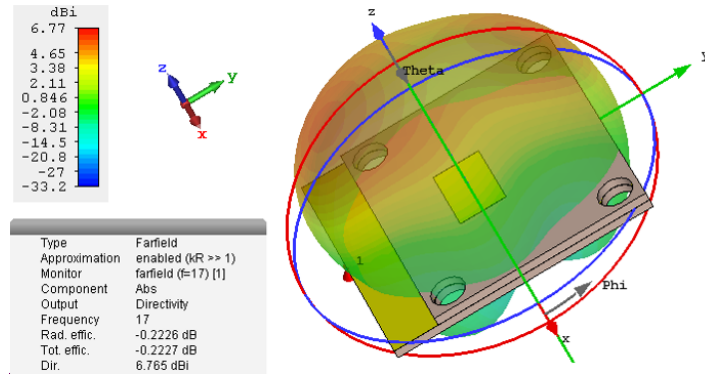 dBi
6.77
4.65
3.38
2.11
0.846
-2.08
-8.31
-14.5
-20.8
-27
-33.2
z
y
x
z
y
Theta
1
Phi
x
Type Farfield
Approximation enabled (kR >> 1)
Monitor farfield (f=17) [1]
Component Abs
Output Directivity
Frequency 17
Rad. effic. -0.2226 dB
Tot. effic. -0.2227 dB
Dir. 6.765 dBi